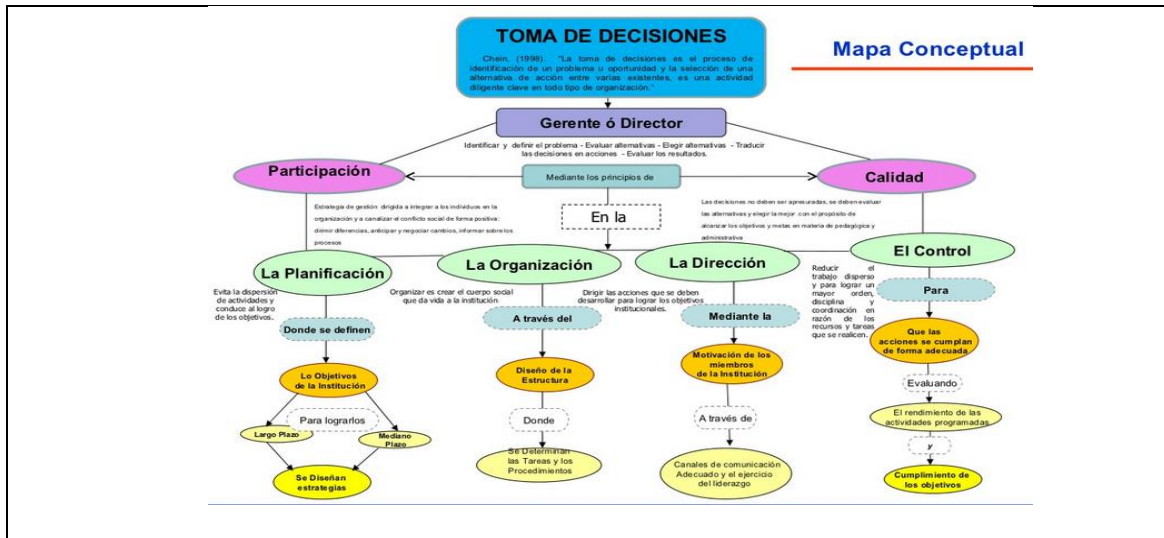 TOMA DE DECISIONES
Mapa Conceptual
Chein, (1998). "La toma de decisiones es el proceso de
identificación de un problema u oportunidad y la selección de una
alternativa de acción entre varias existentes, es una actividad
diligente clave en todo tipo de organización."
Gerente ó Director
Identificar y definir el problema - Evaluar alternativas - Elegir alternativas - Traducir
las decisiones en acciones - Evaluar los resultados.
Participación
Mediante los principios de
Calidad
Estrategia de gestión dirigida a integrar a los individuos en la
organización y a canalizar el conflicto social de forma positiva:
dirimir diferencias, anticipar y negociar cambios, informar sobre los
procesos
En la
Las decisiones no deben ser apresuradas, se deben evaluar
las alternativas y elegir la mejor con el propósito de
alcanzar los objetivos y metas en materia de pedagógica y
administrativa
La Planificación
La Organización
La Dirección
El Control
Evita la dispersión
de actividades y
conduce al logro
de los objetivos.
Organizar es crear el cuerpo social
que da vida a la institución
Dirigir las acciones que se deben
desarrollar para lograr los objetivos
institucionales.
Reducir el
trabajo disperso
y para lograr un
mayor orden,
disciplina y
coordinación en
razón de los
recursos y tareas
que se realicen.
Donde se definen
A través del
Mediante la
Para
Lo Objetivos
de la Institución
Diseño de la
Estructura
Motivación de los
miembros
de la Institución
Que las
acciones se cumplan
de forma adecuada
Para lograrlos
Donde
A través de
Evaluando
Largo Plazo
Mediano
Plazo
Se Determinan
las Tareas y los
Procedimientos
Canales de comunicación
Adecuado y el ejercicio
del liderazgo
El rendimiento de las
actividades programadas
y
Se Diseñan
estrategias
Cumplimiento de
los objetivos